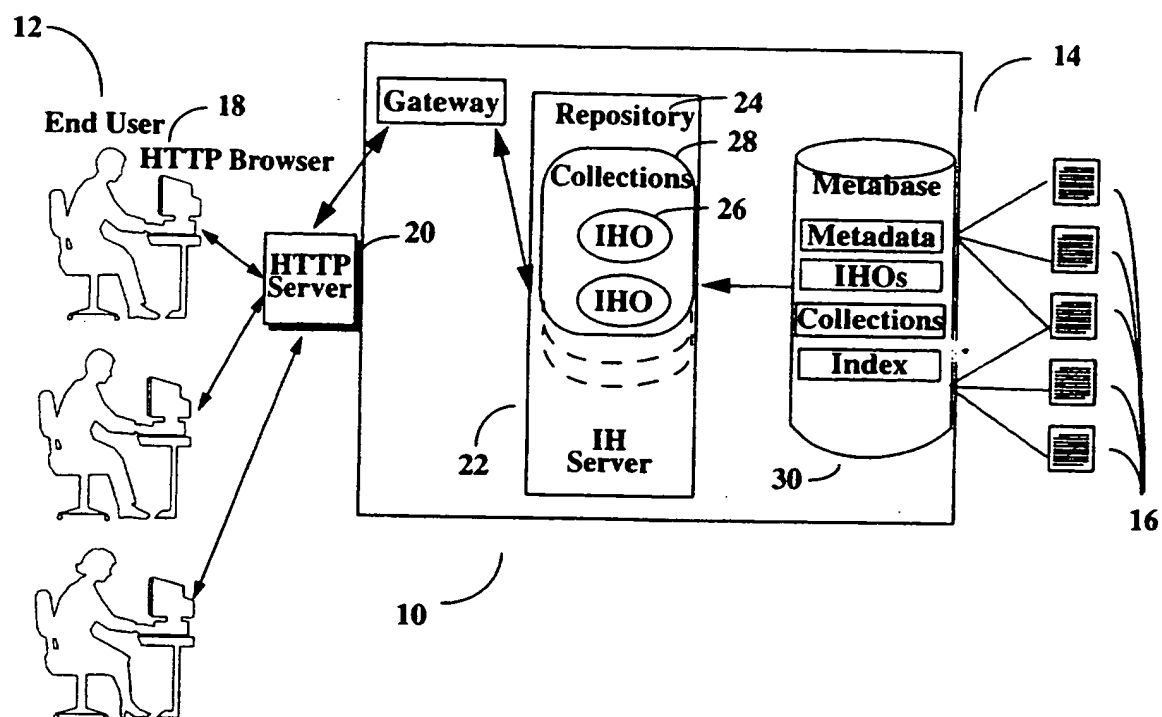 12
End User
18
HTTP Browser
HTTP
Server
20
Gateway
Repository
24
28
Collections
26
IHO
IHO
IH
Server
22
Metabase
Metadata
IHOs
Collections
Index
30
14
16
10